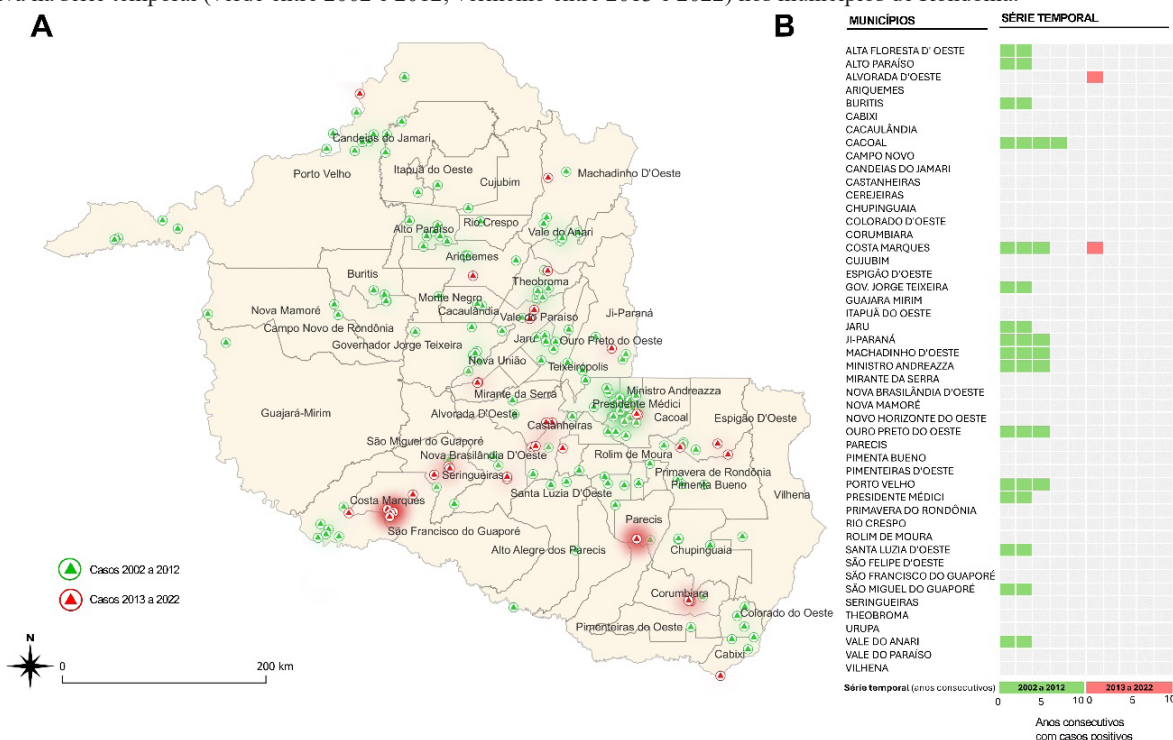 A
B
MUNICÍPIOS
SÉRIE TEMPORAL
Candeias do Jamari
Porto Velho
Itapuã do Oeste
Cujubim
Machadinho D'Oeste
Alto Paraíso
Rio Crespo
Vale do Anari
Ariquemes
Buritis
Theobroma
Monte Negro
Nova Mamoré
Cacaulândia
Vale do Paraíso
Ji-Paraná
Campo Novo de Rondônia
Governador Jorge Teixeira
Jaru
Ouro Preto do Oeste
Nova União
Teixeirópolis
Mirante da Serra
Ministro Andreazza
Presidente Médici
Guajará-Mirim
Alvorada D'Oeste
Cacoal
Espigão D'Oeste
Castanheiras
São Miguel do Guaporé
Nova Brasilândia D'Oeste
Rolim de Moura
Seringueiras
Primavera de Rondônia
Pimenta Bueno
Santa Luzia D'Oeste
Vilhena
Costa Marques
São Francisco do Guaporé
Parecis
Alto Alegre dos Parecis
Chupinguaia
Corumbiara
Colorado do Oeste
Pimenteiras do Oeste
Cabixi
Casos 2002 a 2012
Casos 2013 a 2022
N
0
200 km
ALTA FLORESTA D' OESTE
ALTO PARAÍSO
ALVORADA D'OESTE
ARIQUEMES
BURITIS
CABIXI
CACAULÂNDIA
CACOAL
CAMPO NOVO
CANDEIAS DO JAMARI
CASTANHEIRAS
CEREJEIRAS
CHUPINGUAIA
COLORADO D'OESTE
CORUMBIARA
COSTA MARQUES
CUJUBIM
ESPIGÃO D'OESTE
GOV. JORGE TEIXEIRA
GUAJARA MIRIM
ITAPUÃ DO OESTE
JARU
JI-PARANÁ
MACHADINHO D'OESTE
MINISTRO ANDREAZZA
MIRANTE DA SERRA
NOVA BRASILÂNDIA D'OESTE
NOVA MAMORÉ
NOVO HORIZONTE DO OESTE
OURO PRETO DO OESTE
PARECIS
PIMENTA BUENO
PIMENTEIRAS D'OESTE
PORTO VELHO
PRESIDENTE MÉDICI
PRIMAVERA DO RONDÔNIA
RIO CRESPO
ROLIM DE MOURA
SANTA LUZIA D'OESTE
SÃO FELIPE D'OESTE
SÃO FRANCISCO DO GUAPORÉ
SÃO MIGUEL DO GUAPORÉ
SERINGUEIRAS
THEOBROMA
URUPA
VALE DO ANARI
VALE DO PARAÍSO
VILHENA
Série temporal (anos consecutivos)
2002 a 2012
2013 a 2022
0 5 10 0 5 10
Anos consecutivos
com casos positivos